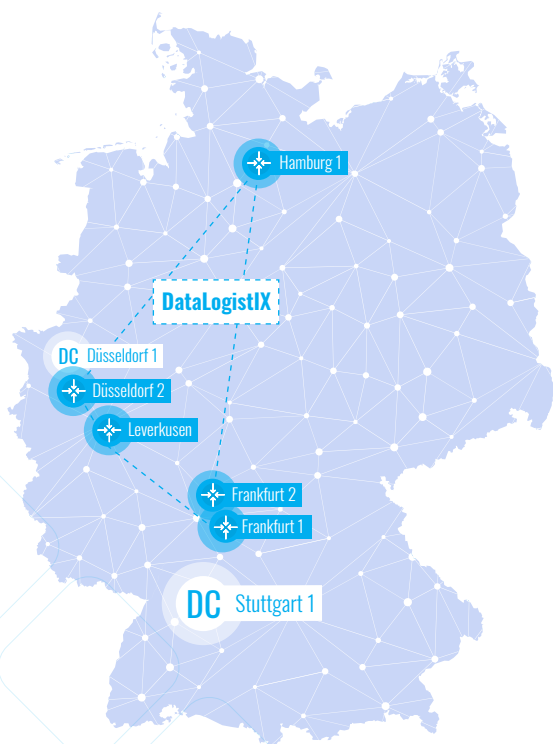 Hamburg 1
DataLogistIX
DC Düsseldorf 1
Düsseldorf 2
Leverkusen
Frankfurt 2
Frankfurt 1
DC Stuttgart 1